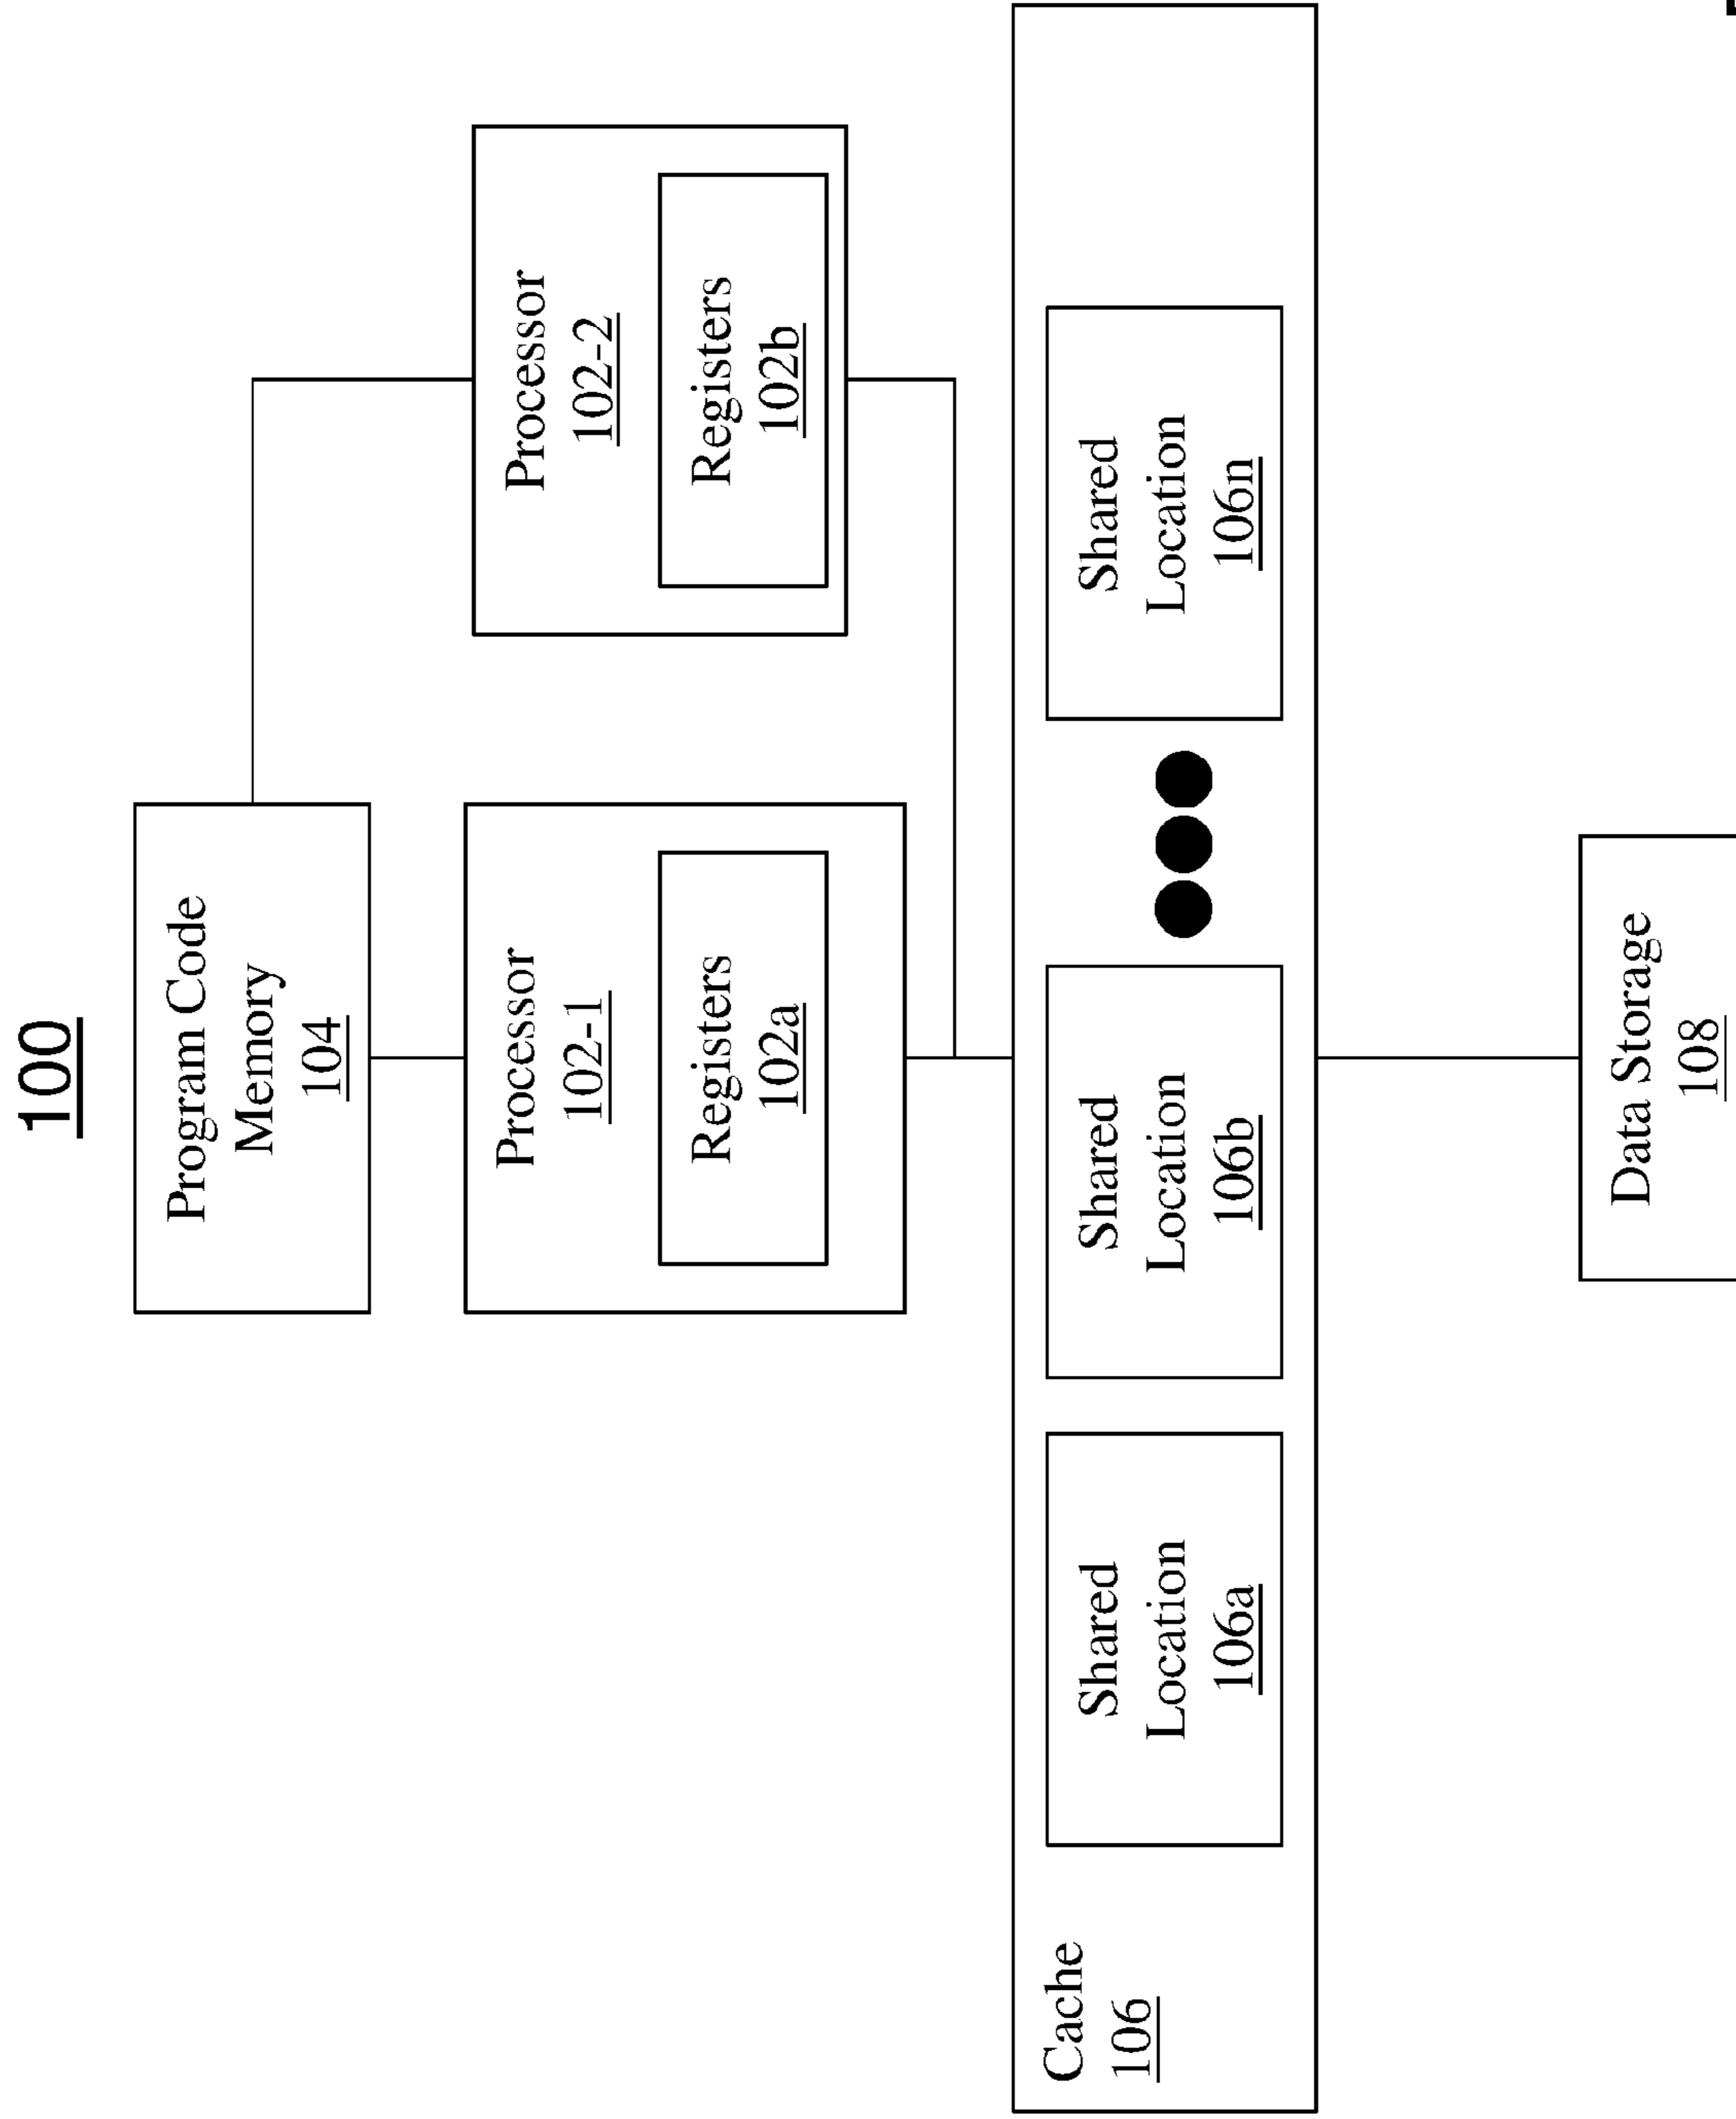 100
Program Code
Memory
104
Processor
102-1
Registers
102a
Processor
102-2
Registers
102b
Cache
106
Shared
Location
106a
Shared
Location
106b
Shared
Location
106n
Data Storage
108